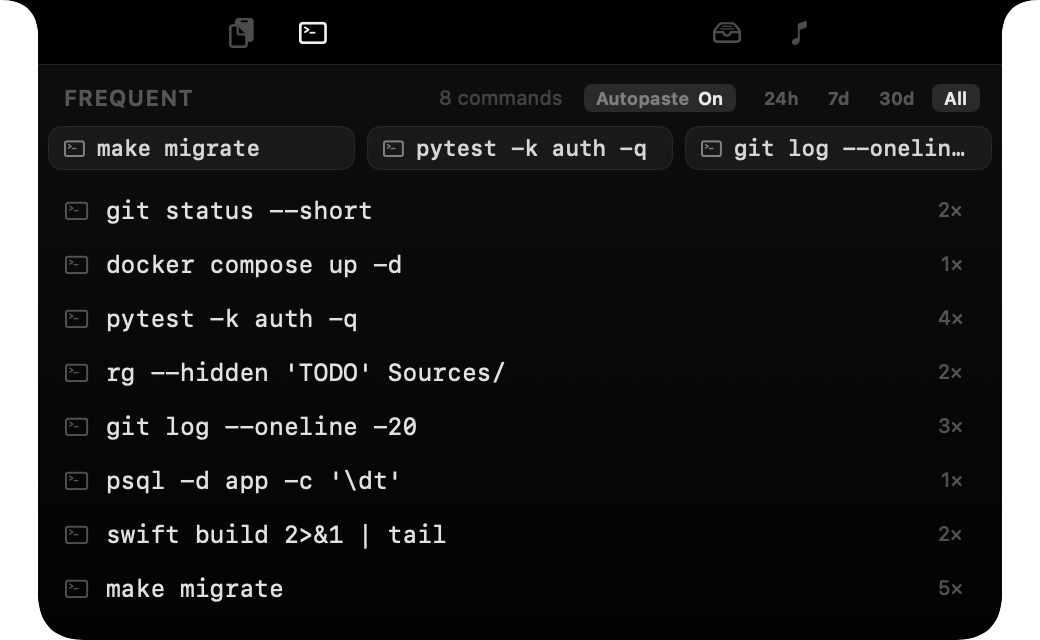 FREQUENT 8 commands Autopaste On 24h 7d 30d All
make migrate pytest -k auth -q git log --onelin…
git status --short 2×
docker compose up -d 1×
pytest -k auth -q 4×
rg --hidden 'TODO' Sources/ 2×
git log --oneline -20 3×
psql -d app -c '\dt' 1×
swift build 2>&1 | tail 2×
make migrate 5×